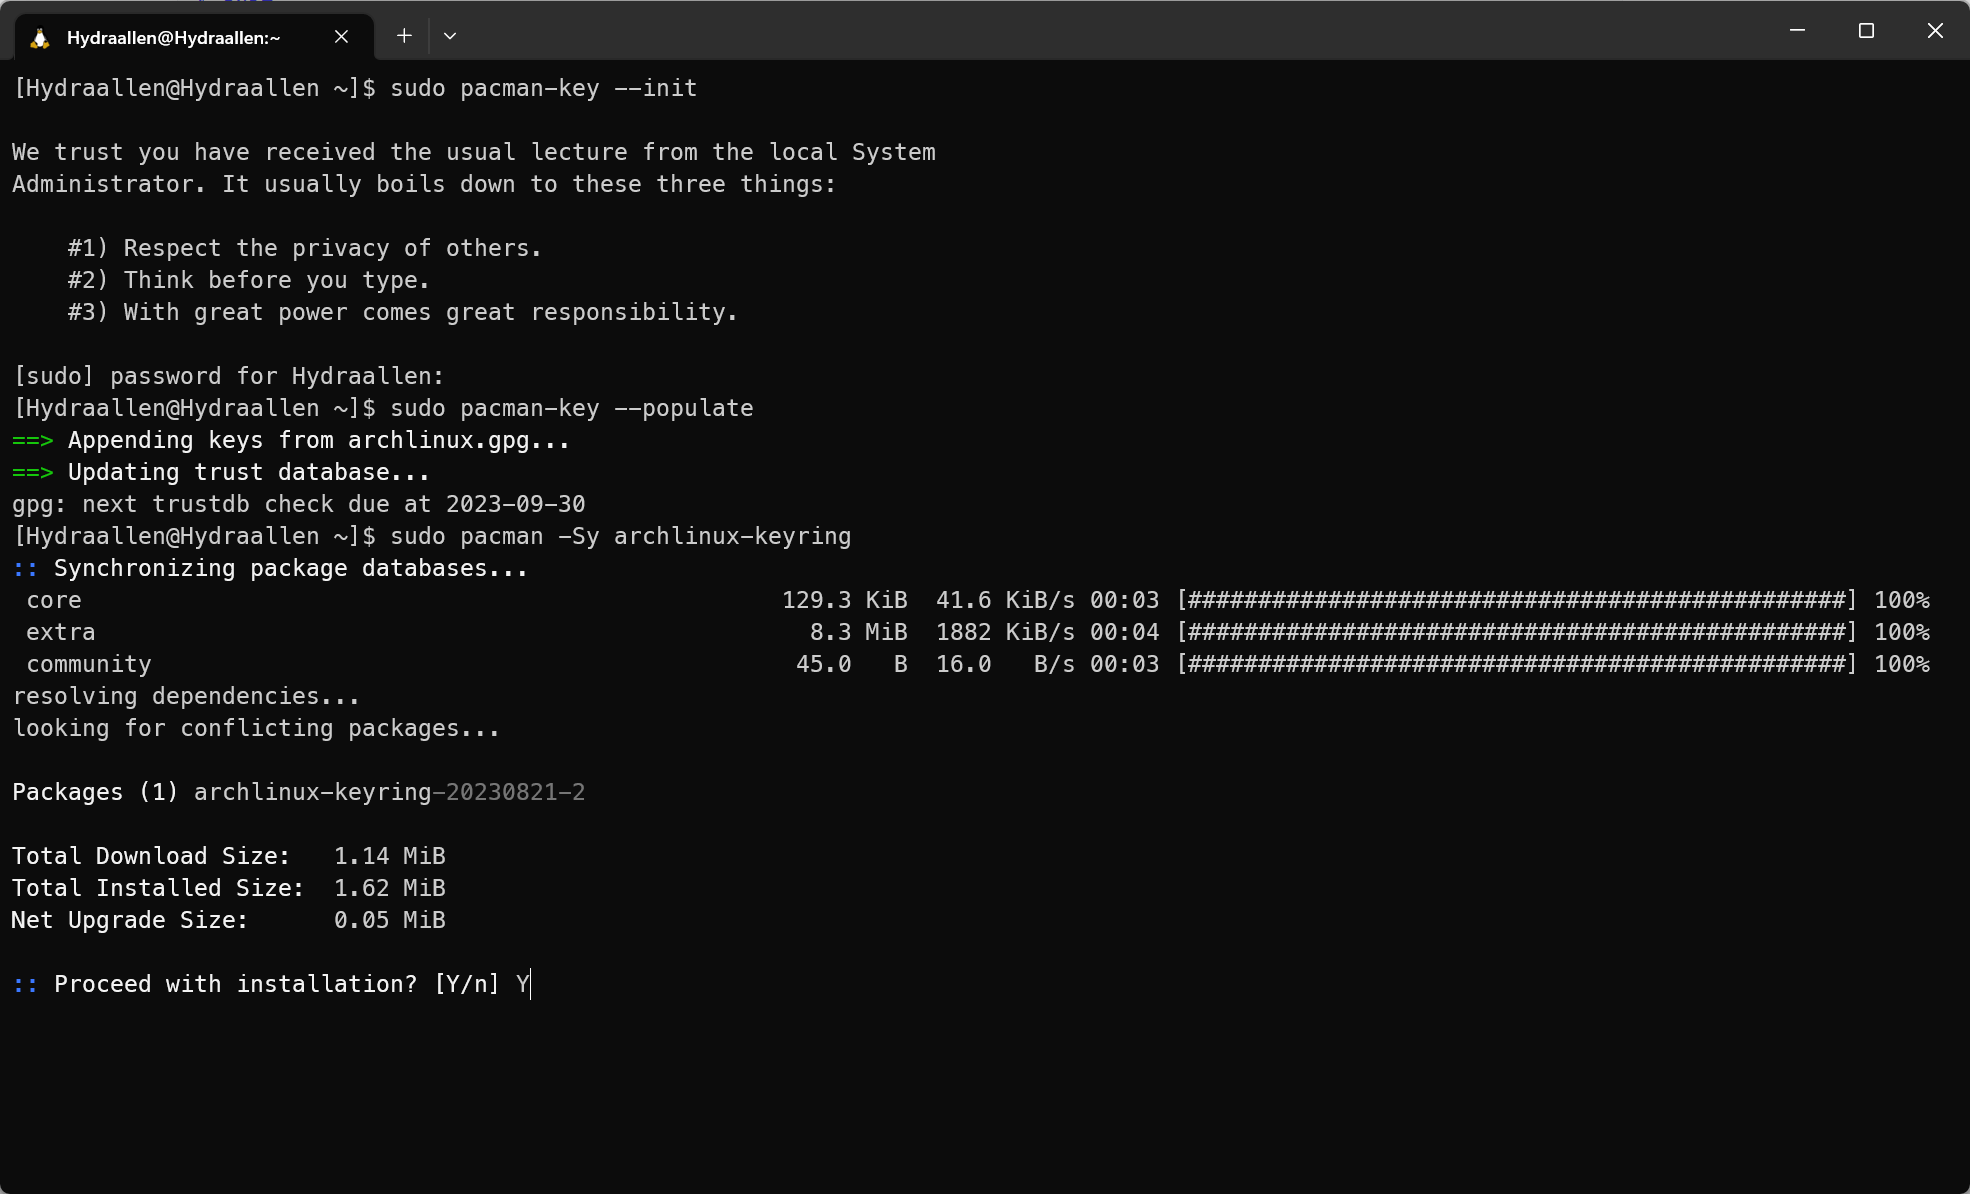 Hydraallen@Hydraallen:~
[Hydraallen@Hydraallen ~]$ sudo pacman-key --init
We trust you have received the usual lecture from the local System
Administrator. It usually boils down to these three things:
#1) Respect the privacy of others.
#2) Think before you type.
#3) With great power comes great responsibility.
[sudo] password for Hydraallen:
[Hydraallen@Hydraallen ~]$ sudo pacman-key --populate
==> Appending keys from archlinux.gpg...
==> Updating trust database...
gpg: next trustdb check due at 2023-09-30
[Hydraallen@Hydraallen ~]$ sudo pacman -Sy archlinux-keyring
:: Synchronizing package databases...
core 129.3 KiB 41.6 KiB/s 00:03 [###############################################] 100%
extra 8.3 MiB 1882 KiB/s 00:04 [###############################################] 100%
community 45.0 B 16.0 B/s 00:03 [###############################################] 100%
resolving dependencies...
looking for conflicting packages...
Packages (1) archlinux-keyring-20230821-2
Total Download Size: 1.14 MiB
Total Installed Size: 1.62 MiB
Net Upgrade Size: 0.05 MiB
:: Proceed with installation? [Y/n] Y